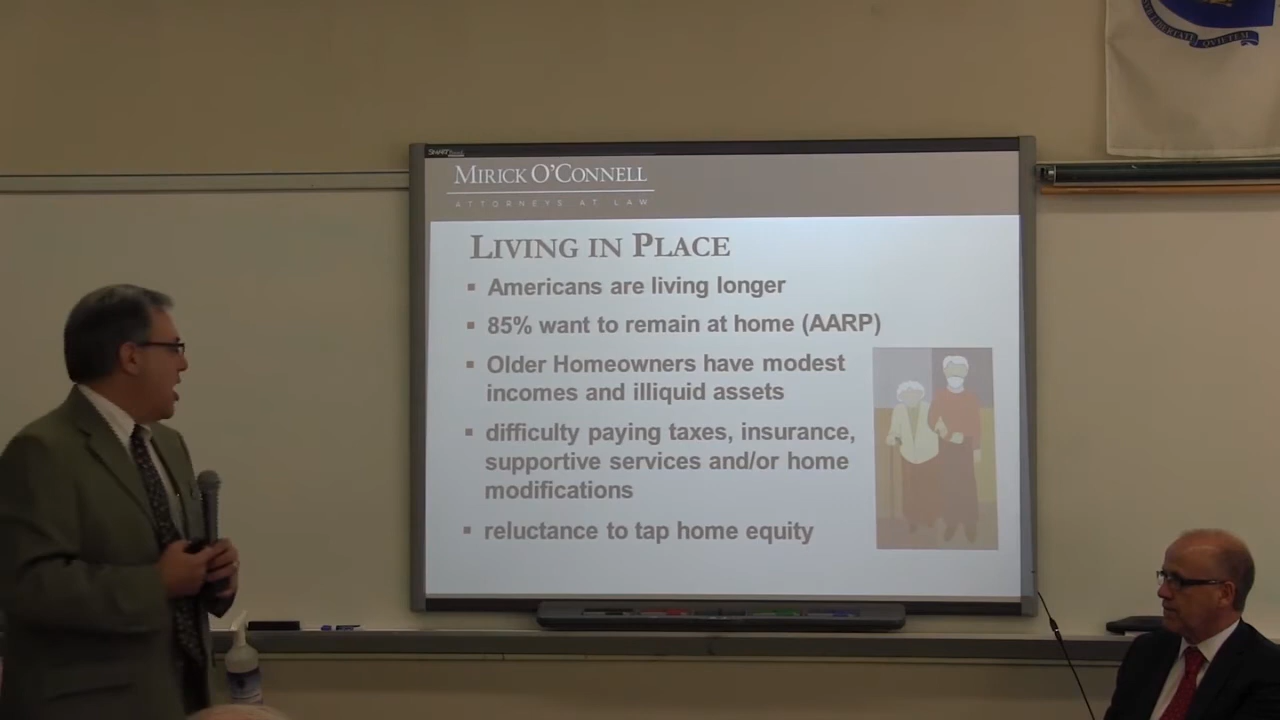 QVIETEM
SMART
MIRICK O'CONNELL
ATTORNEYS AT LAW
LIVING IN PLACE
▪ Americans are living longer
▪ 85% want to remain at home (AARP)
▪ Older Homeowners have modest
incomes and illiquid assets
▪ difficulty paying taxes, insurance,
supportive services and/or home
modifications
▪ reluctance to tap home equity